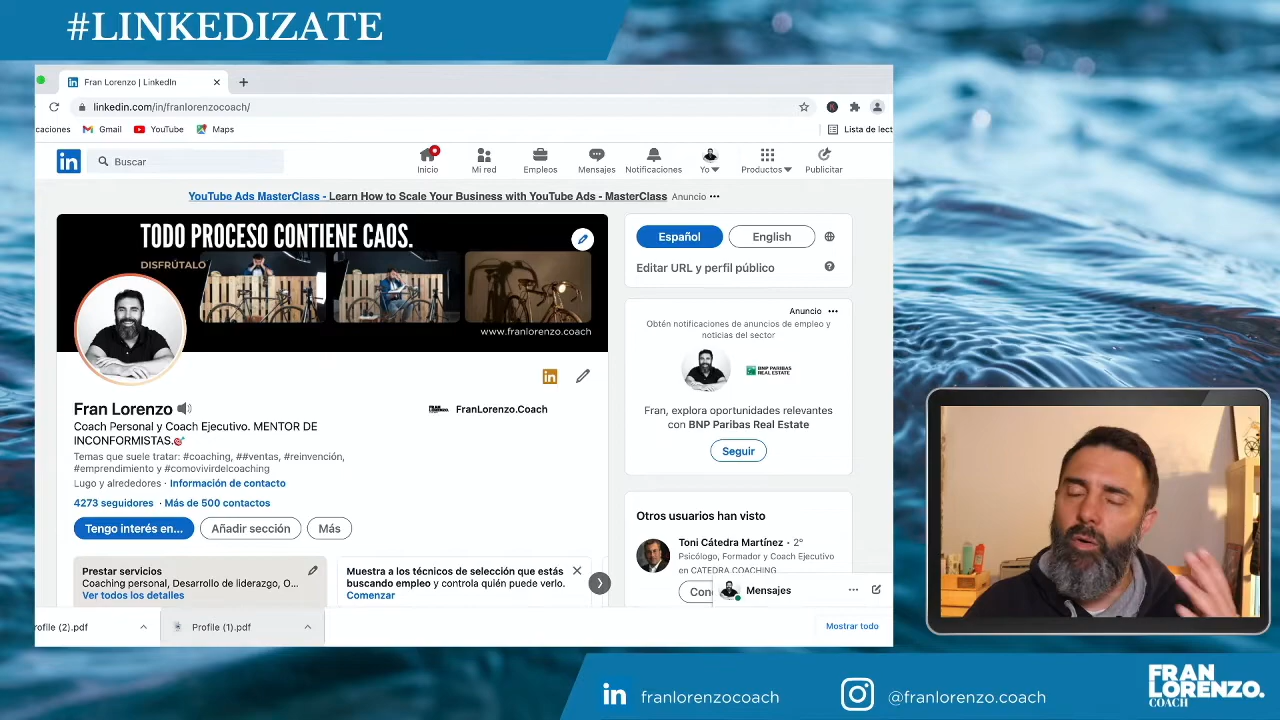 #LINKEDIZATE
Fran Lorenzo | LinkedIn
linkedin.com/in/franlorenzocoach/
caciones Gmail YouTube Maps Lista de lect
in Buscar Inicio Mi red Empleos Mensajes Notificaciones Yo Productos Publicitar
YouTube Ads MasterClass - Learn How to Scale Your Business with YouTube Ads - MasterClass Anuncio •••
TODO PROCESO CONTIENE CAOS.
DISFRÚTALO
www.franlorenzo.coach
Fran Lorenzo
FranLorenzo.Coach
Coach Personal y Coach Ejecutivo. MENTOR DE
INCONFORMISTAS.🎯
Temas que suele tratar: #coaching, ##ventas, #reinvención,
#emprendimiento y #comovivirdelcoaching
Lugo y alrededores · Información de contacto
4273 seguidores · Más de 500 contactos
Tengo interés en... Añadir sección Más
Prestar servicios
Coaching personal, Desarrollo de liderazgo, O...
Ver todos los detalles
Muestra a los técnicos de selección que estás
buscando empleo y controla quién puede verlo.
Comenzar
Español English
Editar URL y perfil público
Anuncio •••
Obtén notificaciones de anuncios de empleo y
noticias del sector
BNP PARIBAS
REAL ESTATE
Fran, explora oportunidades relevantes
con BNP Paribas Real Estate
Seguir
Otros usuarios han visto
Toni Cátedra Martínez · 2°
Psicólogo, Formador y Coach Ejecutivo
en CATEDRA COACHING
Con
Mensajes
rofile (2).pdf Profile (1).pdf Mostrar todo
in franlorenzocoach @franlorenzo.coach
FRAN
LORENZO.
COACH